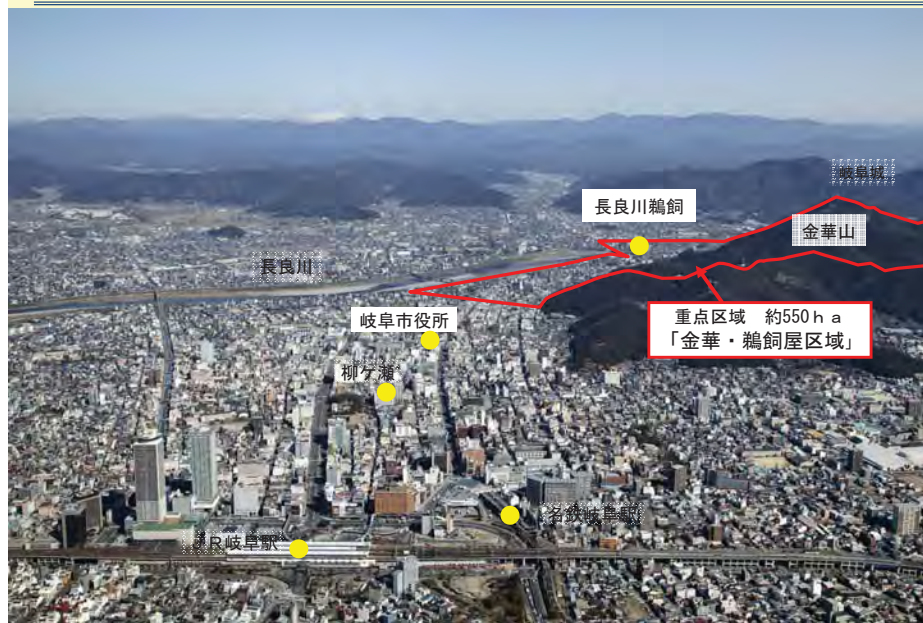 岐阜城
長良川鵜飼
金華山
長良川
重点区域 約550ha
「金華・鵜飼屋区域」
岐阜市役所
柳ケ瀬
名鉄岐阜駅
JR岐阜駅